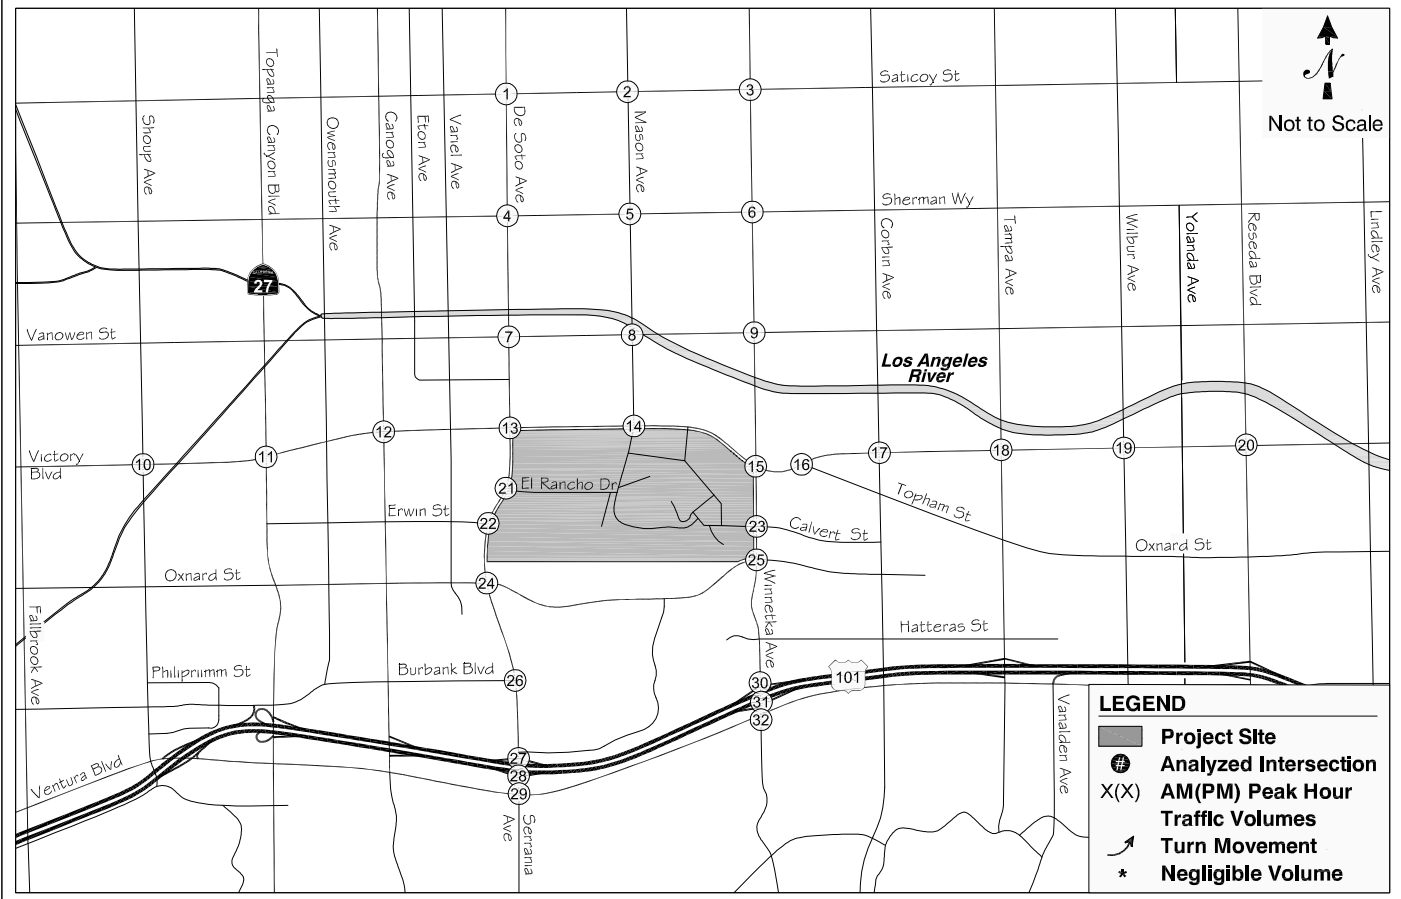 Saticoy St
N
Not to Scale
1
2
3
Topanga Canyon Blvd
Shoup Ave
Owensmouth Ave
Canoga Ave
Eton Ave
Variel Ave
De Soto Ave
Mason Ave
Sherman Wy
4
5
6
Corbin Ave
Tampa Ave
Wilbur Ave
Yolanda Ave
Reseda Blvd
Lindley Ave
27
Vanowen St
7
8
9
Los Angeles
River
Victory
Blvd
10
11
12
13
14
15
16
17
18
19
20
21
El Rancho Dr
Topham St
Erwin St
22
23
Calvert St
Oxnard St
25
Oxnard St
24
Fallbrook Ave
Winnetka Ave
Hatteras St
Philiprimm St
Burbank Blvd
26
30
101
31
32
Vanalden Ave
Ventura Blvd
27
28
29
Serrania
Ave
LEGEND
Project Site
# Analyzed Intersection
X(X) AM(PM) Peak Hour
Traffic Volumes
Turn Movement
* Negligible Volume